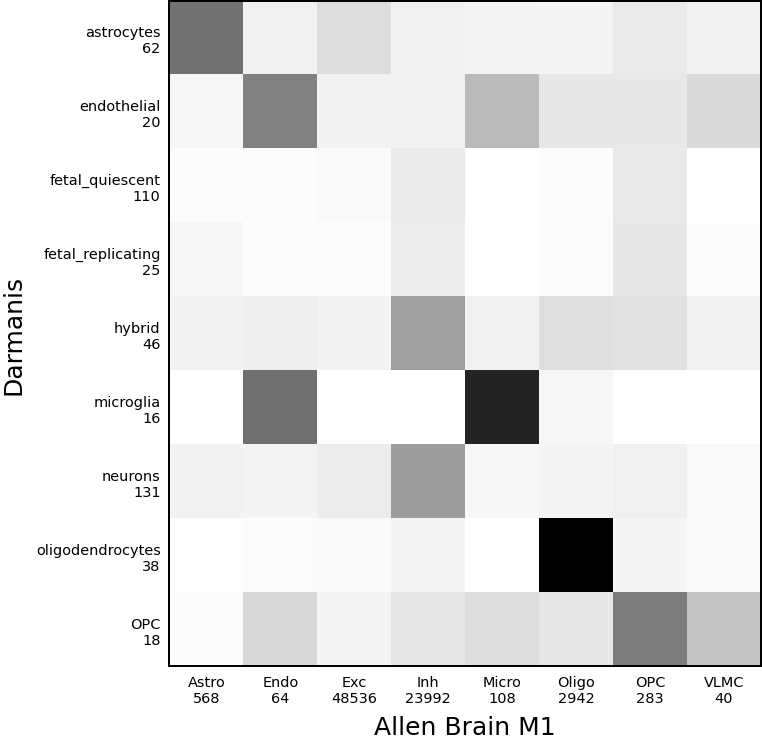 astrocytes
62
endothelial
20
fetal_quiescent
110
fetal_replicating
25
hybrid
46
microglia
16
neurons
131
oligodendrocytes
38
OPC
18
Darmanis
Astro Endo Exc Inh Micro Oligo OPC VLMC
568 64 48536 23992 108 2942 283 40
Allen Brain M1